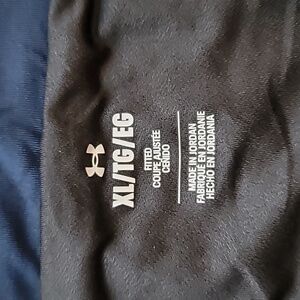 XL/TG/EG
FITTED
COUPE AJUSTÉE
CEÑIDO
MADE IN JORDAN
FABRIQUÉ EN JORDANIE
HECHO EN JORDANIA